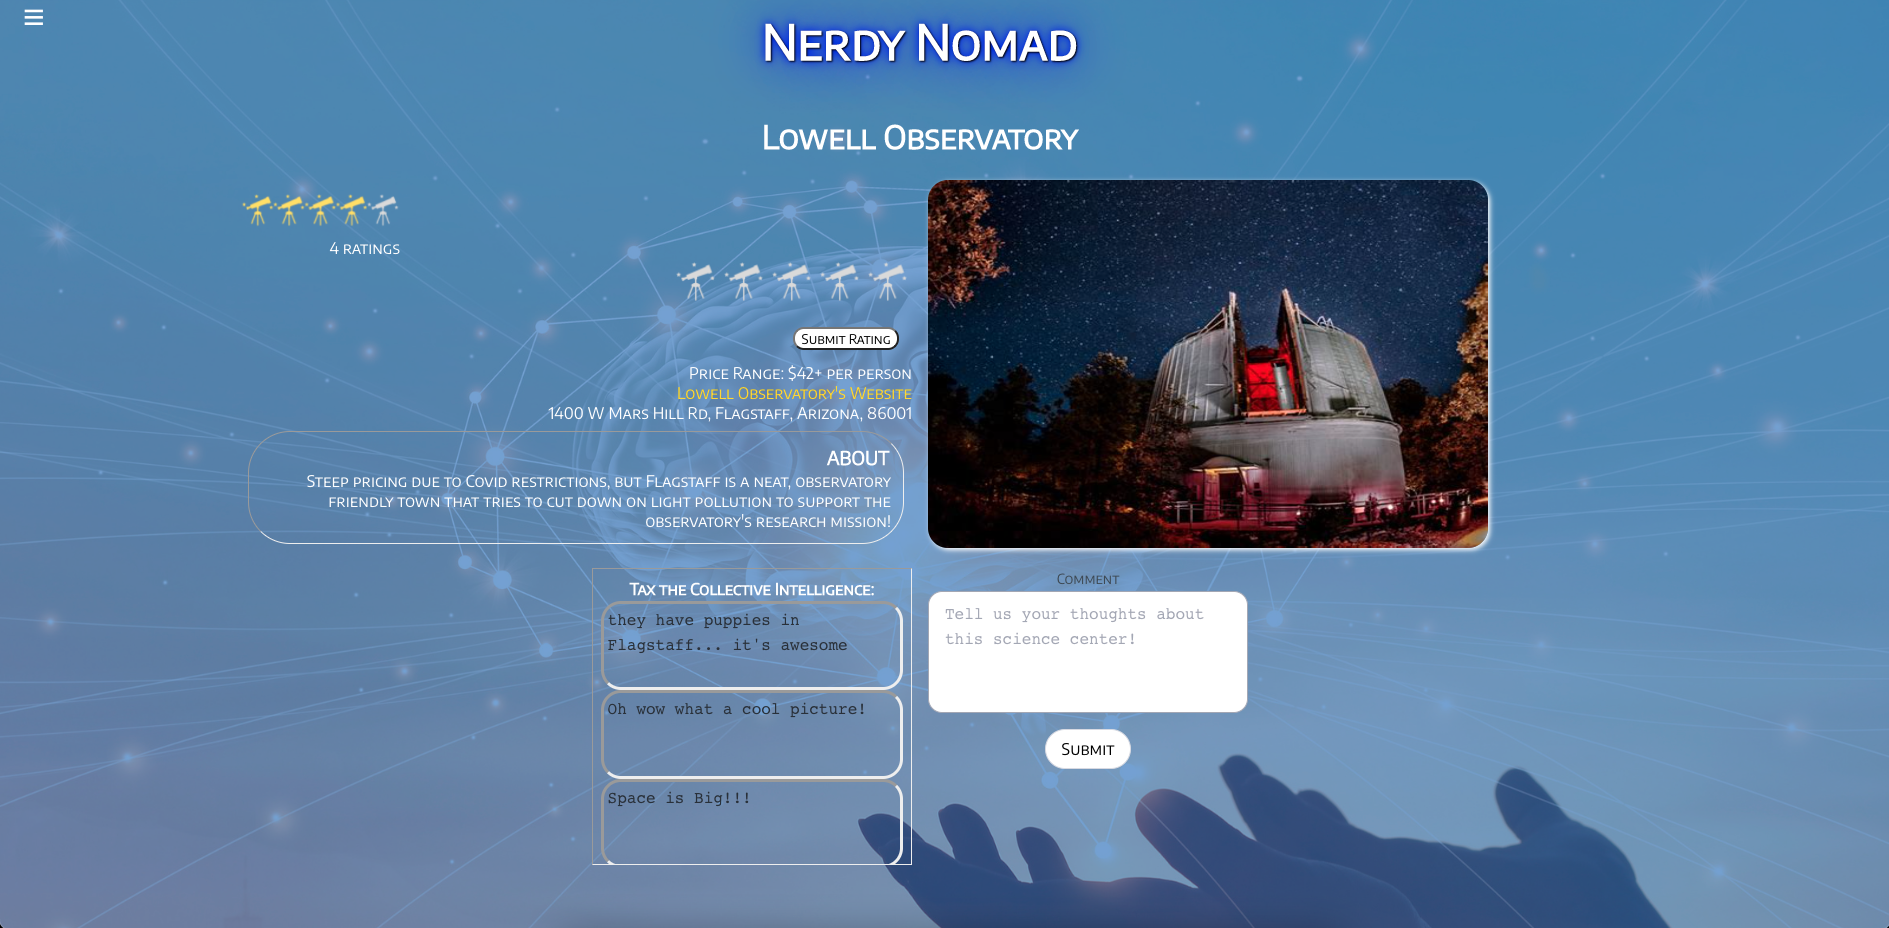 Nerdy Nomad
Lowell Observatory
4 ratings
Submit Rating
Price Range: $42+ per person
Lowell Observatory's Website
1400 W Mars Hill Rd, Flagstaff, Arizona, 86001
ABOUT
Steep pricing due to Covid restrictions, but Flagstaff is a neat, observatory
friendly town that tries to cut down on light pollution to support the
observatory's research mission!
Tax the Collective Intelligence:
they have puppies in
Flagstaff... it's awesome
Oh wow what a cool picture!
Space is Big!!!
Comment
Tell us your thoughts about
this science center!
Submit